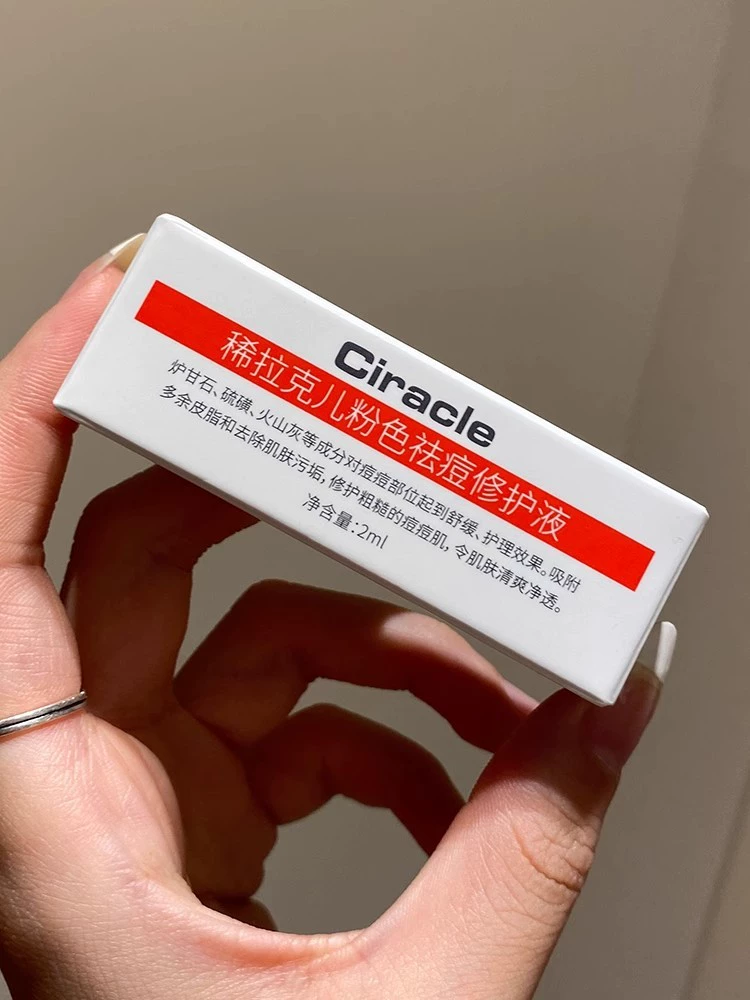 Ciracle
稀拉克儿粉色祛痘修护液
炉甘石、硫磺、火山灰等成分对痘痘部位起到舒缓、护理效果。吸附
多余皮脂和去除肌肤污垢，修护粗糙的痘痘肌，令肌肤清爽净透。
净含量：2ml